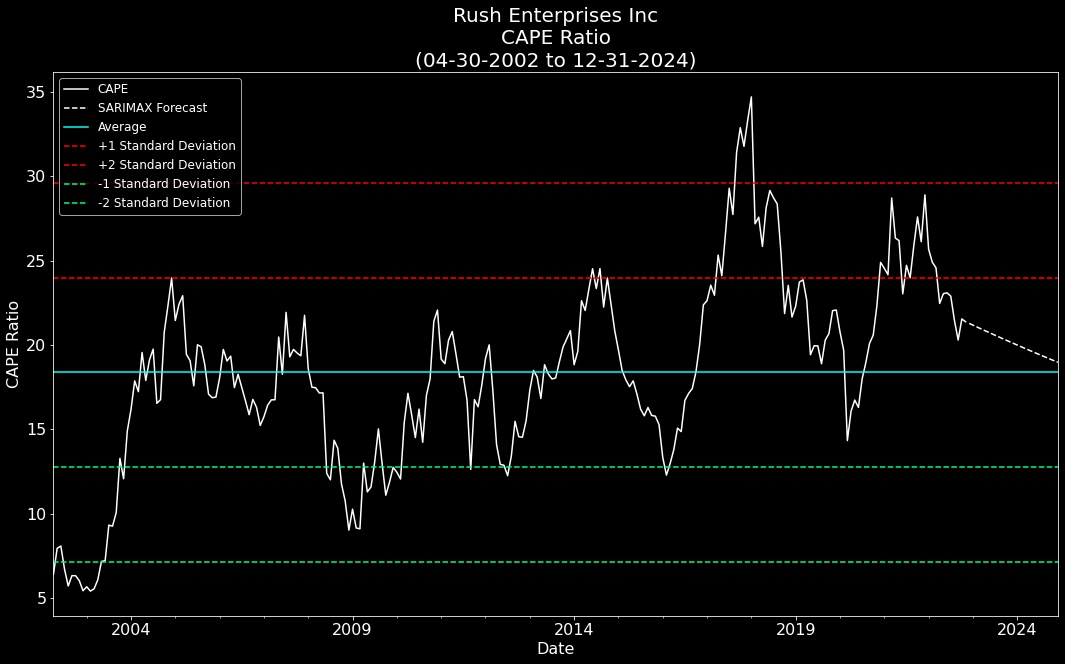 Rush Enterprises Inc
CAPE Ratio
(04-30-2002 to 12-31-2024)
CAPE
SARIMAX Forecast
Average
+1 Standard Deviation
+2 Standard Deviation
-1 Standard Deviation
-2 Standard Deviation
35
30
25
20
15
10
5
CAPE Ratio
2004 2009 2014 2019 2024
Date